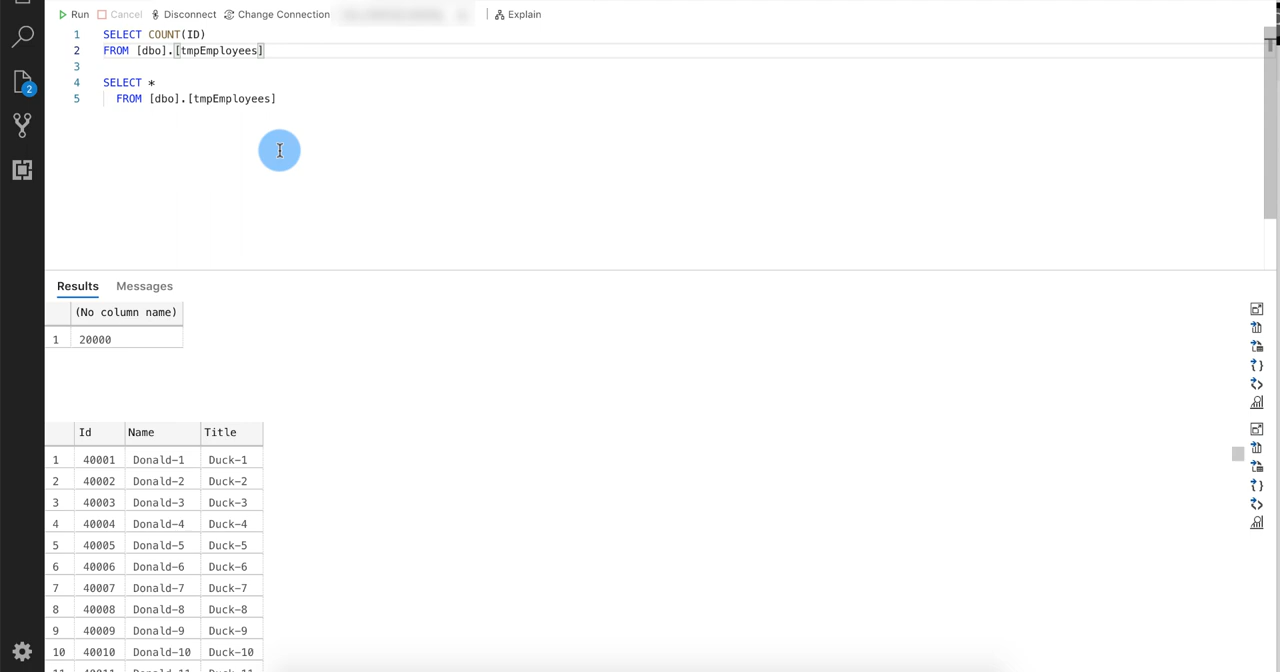 Run Cancel Disconnect Change Connection Explain
1 SELECT COUNT(ID)
2 FROM [dbo].[tmpEmployees]
3
4 SELECT *
5 FROM [dbo].[tmpEmployees]
2
Results Messages
(No column name)
1 20000
Id Name Title
1 40001 Donald-1 Duck-1
2 40002 Donald-2 Duck-2
3 40003 Donald-3 Duck-3
4 40004 Donald-4 Duck-4
5 40005 Donald-5 Duck-5
6 40006 Donald-6 Duck-6
7 40007 Donald-7 Duck-7
8 40008 Donald-8 Duck-8
9 40009 Donald-9 Duck-9
10 40010 Donald-10 Duck-10